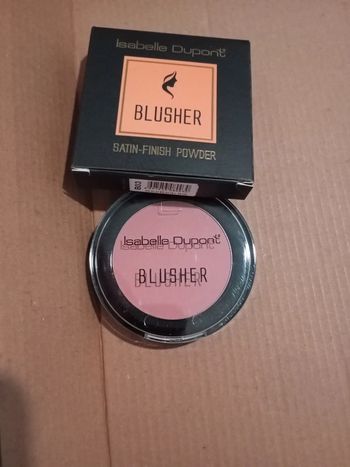 Isabelle Dupont
BLUSHER
SATIN-FINISH POWDER
Isabelle Dupont
BLUSHER